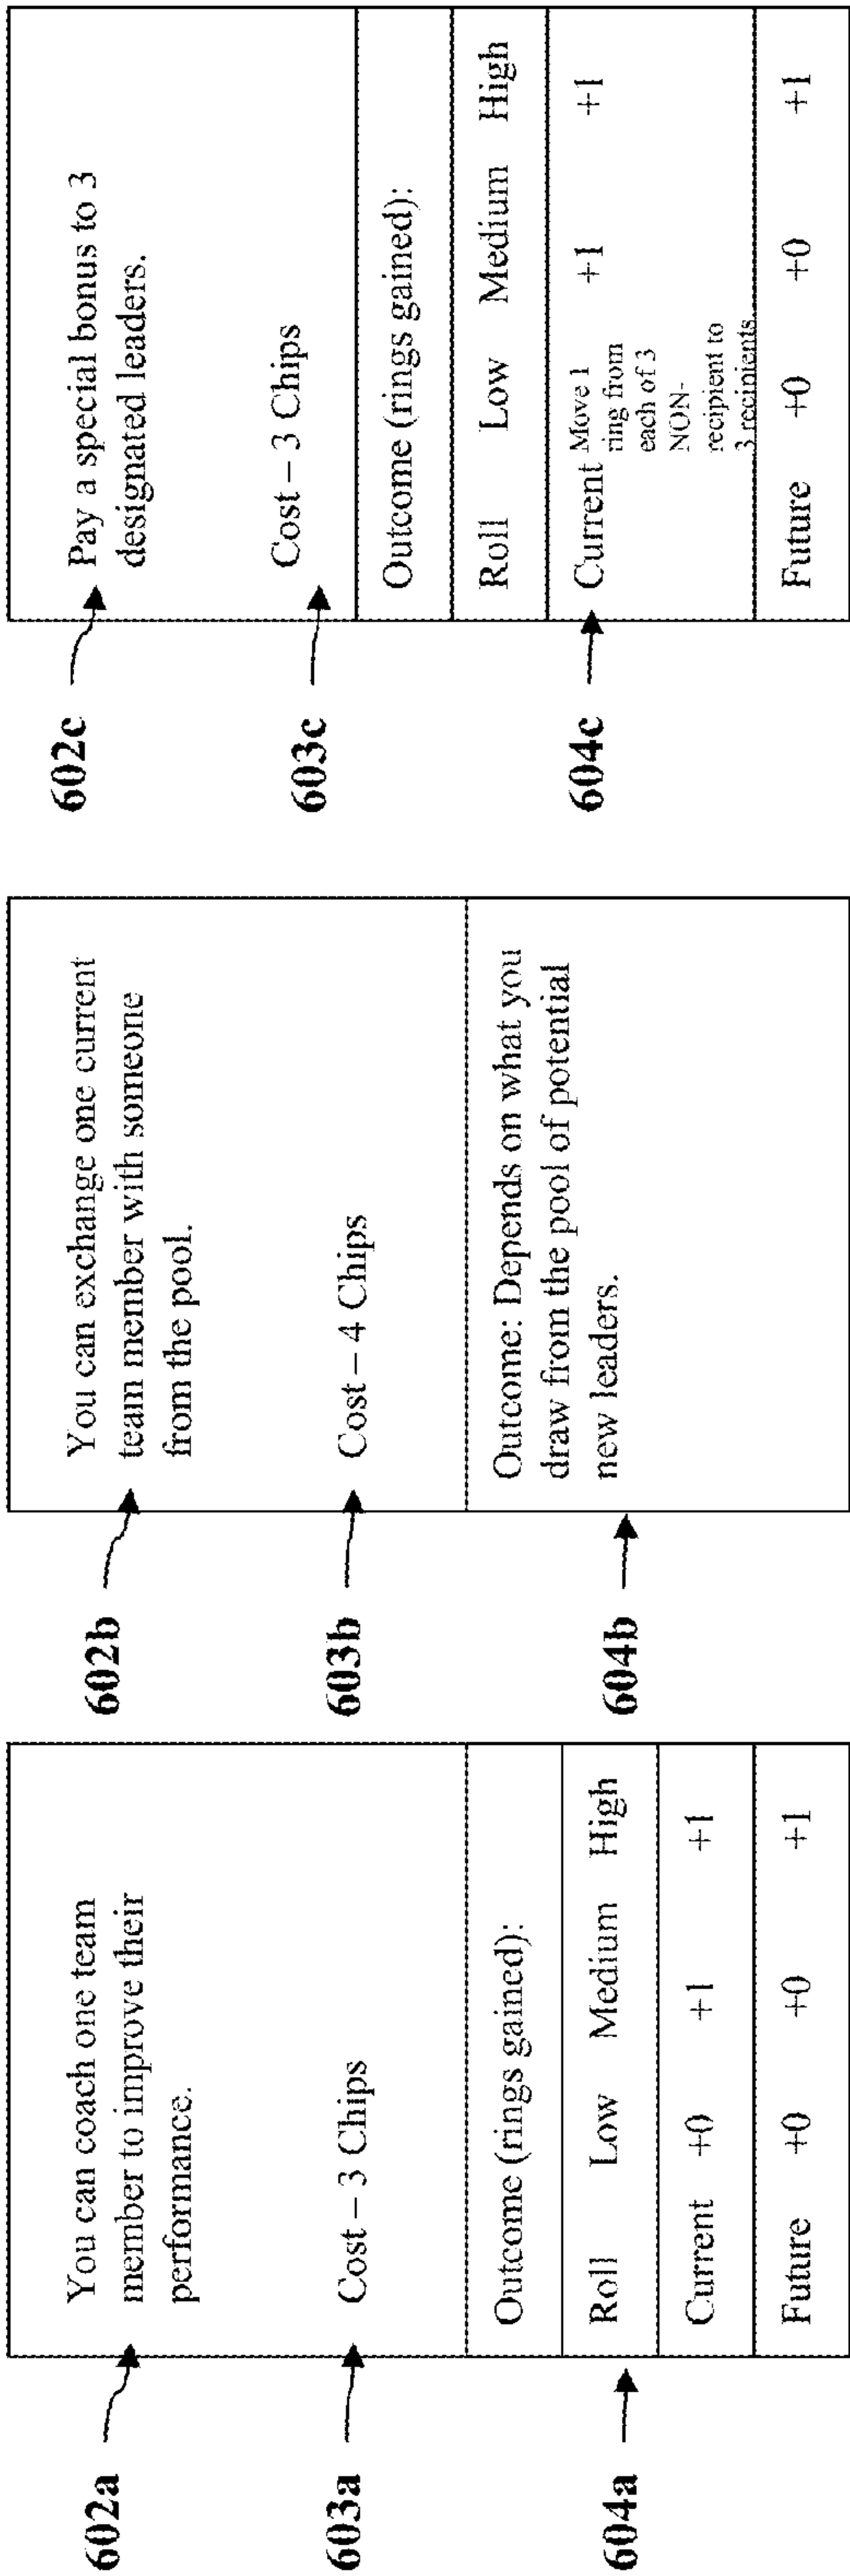 602a
You can coach one team
member to improve their
performance.
603a
Cost – 3 Chips
604a
Outcome (rings gained):
Roll Low Medium High
Current +0 +1 +1
Future +0 +0 +1
602b
You can exchange one current
team member with someone
from the pool.
603b
Cost – 4 Chips
604b
Outcome: Depends on what you
draw from the pool of potential
new leaders.
602c
Pay a special bonus to 3
designated leaders.
603c
Cost – 3 Chips
Outcome (rings gained):
Roll Low Medium High
604c
Current Move 1 +1 +1
ring from
each of 3
NON-
recipient to
3 recipients
Future +0 +0 +1